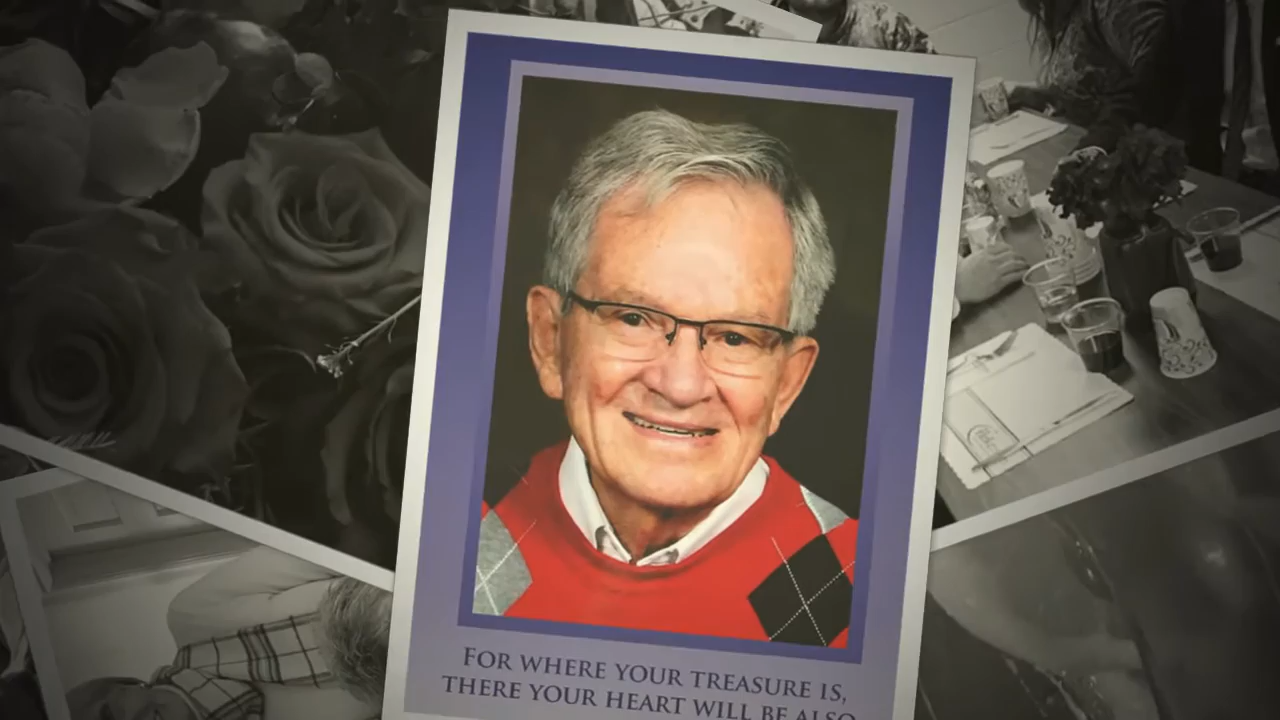 FOR WHERE YOUR TREASURE IS,
THERE YOUR HEART WILL BE ALSO